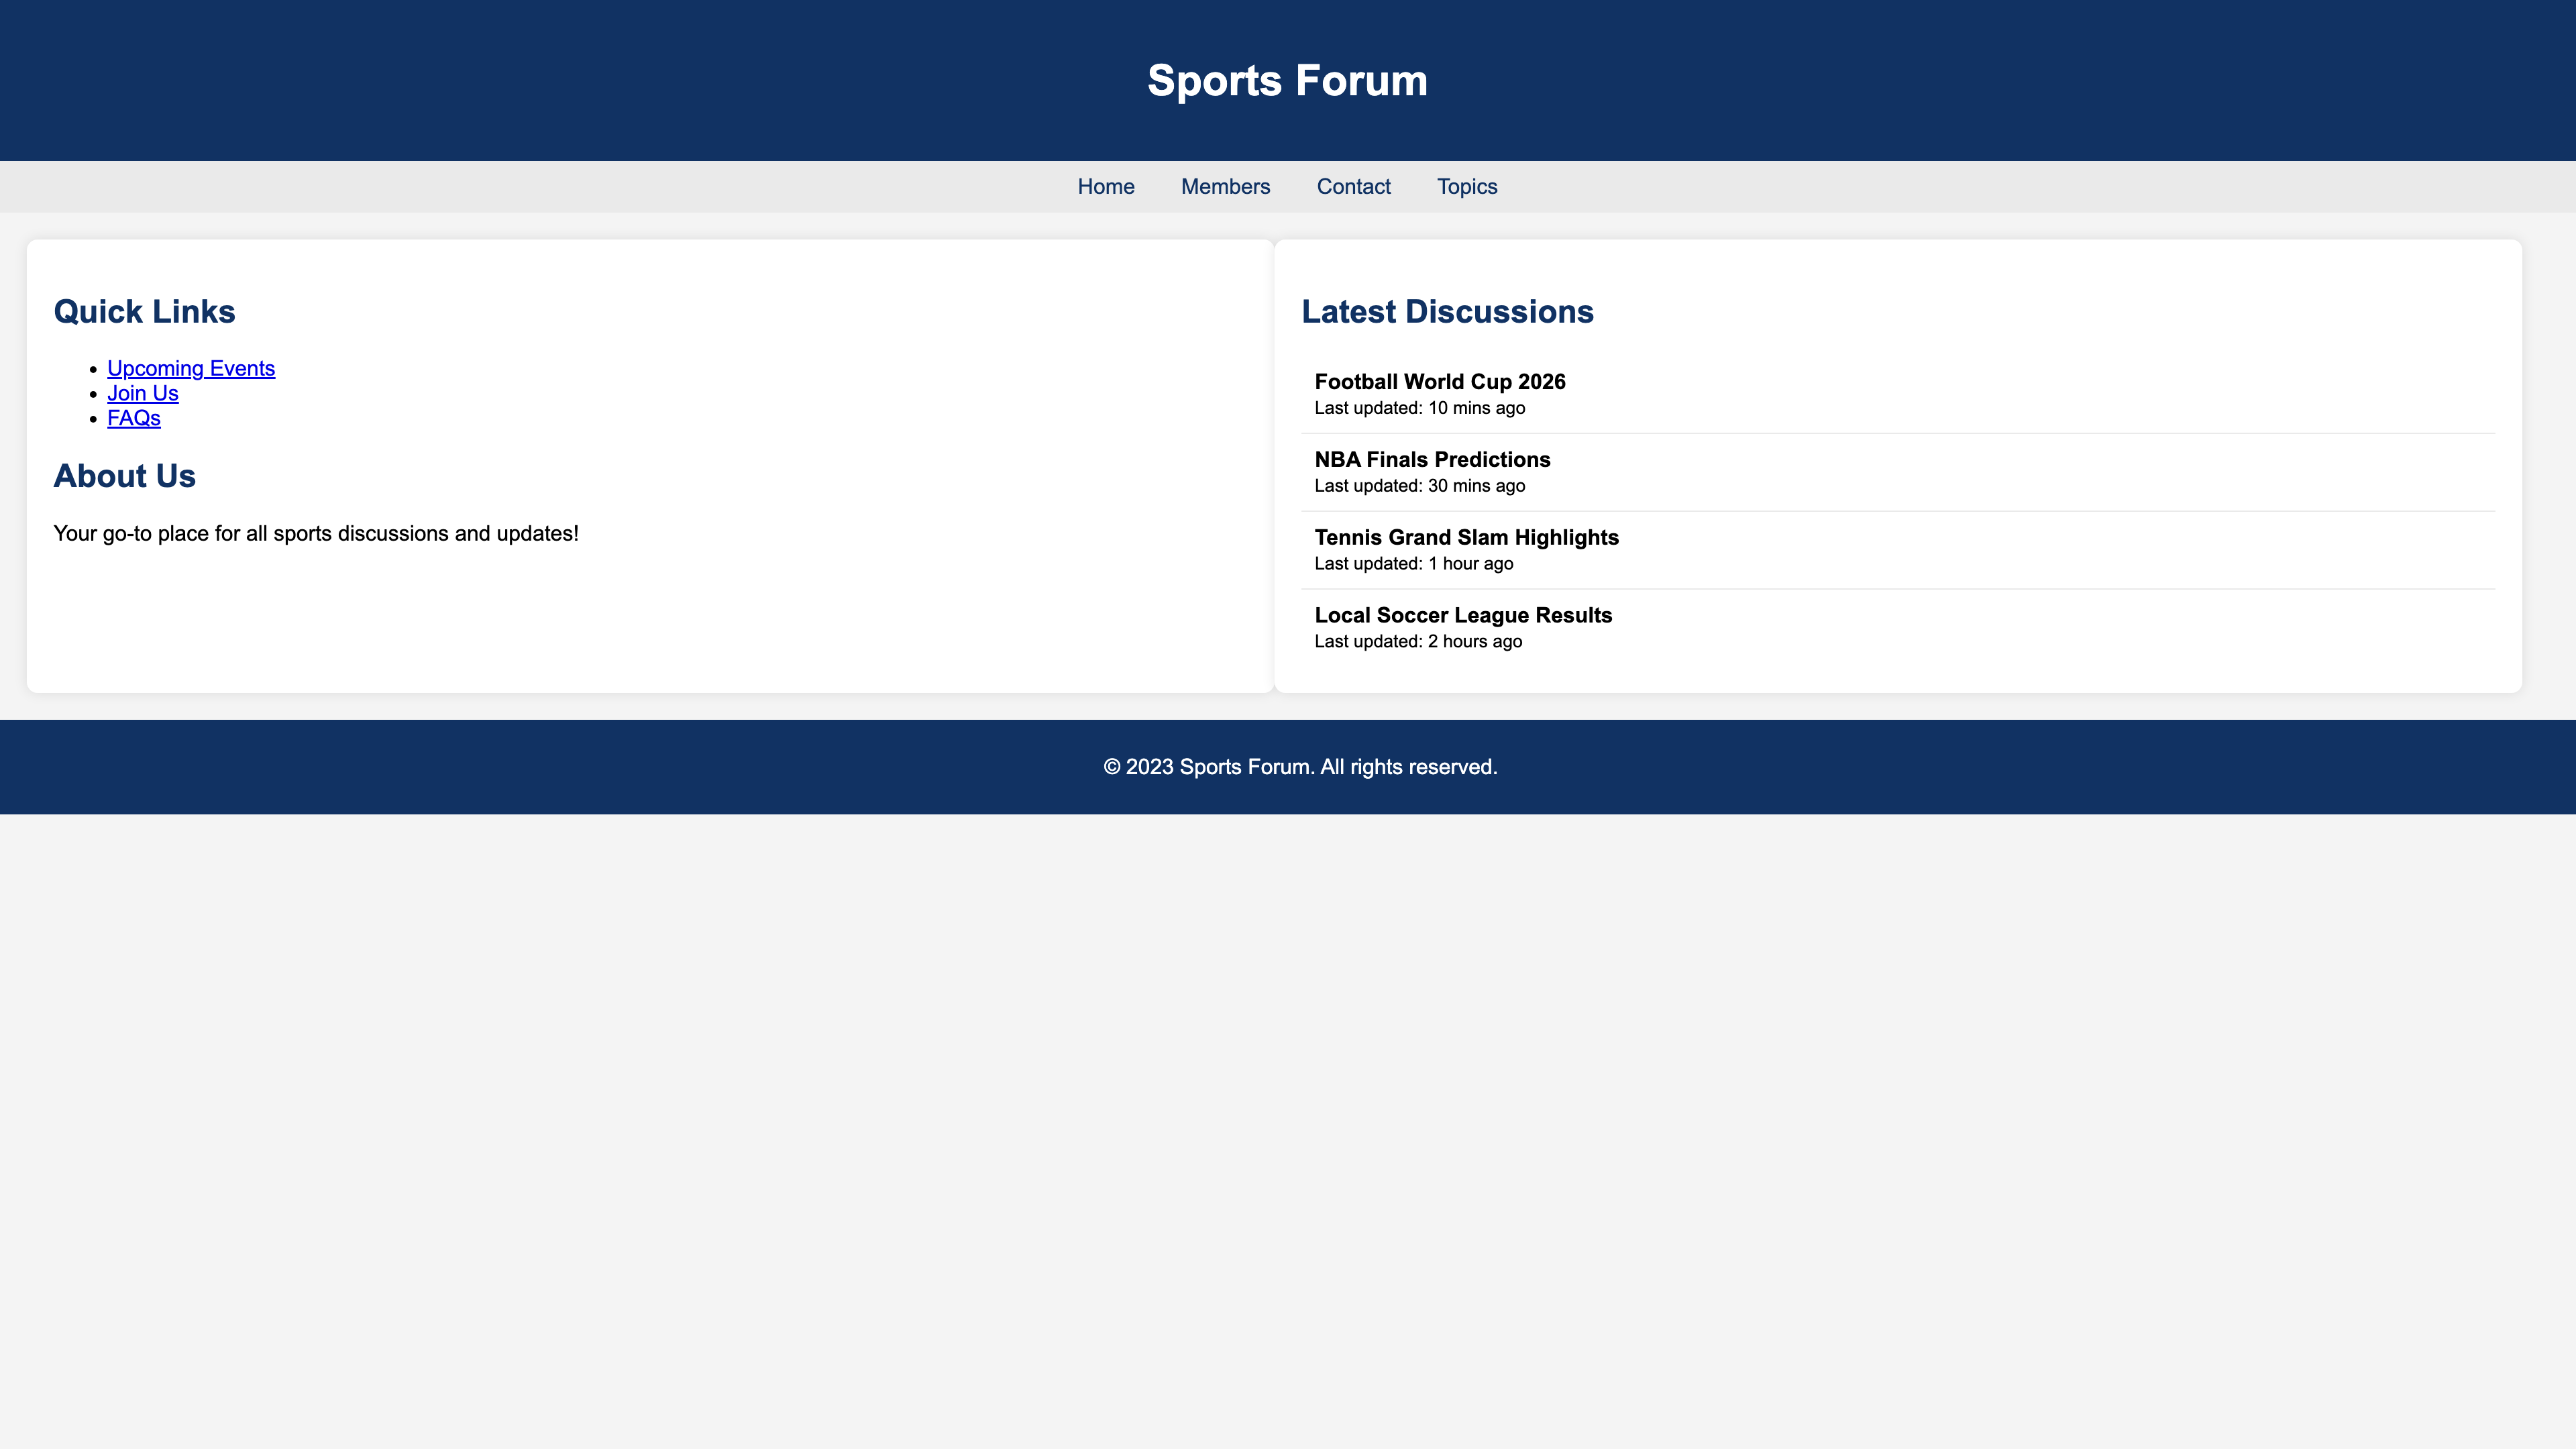 Sports Forum
Home Members Contact Topics
Quick Links
Upcoming Events
Join Us
FAQs
About Us
Your go-to place for all sports discussions and updates!
Latest Discussions
Football World Cup 2026
Last updated: 10 mins ago
NBA Finals Predictions
Last updated: 30 mins ago
Tennis Grand Slam Highlights
Last updated: 1 hour ago
Local Soccer League Results
Last updated: 2 hours ago
© 2023 Sports Forum. All rights reserved.